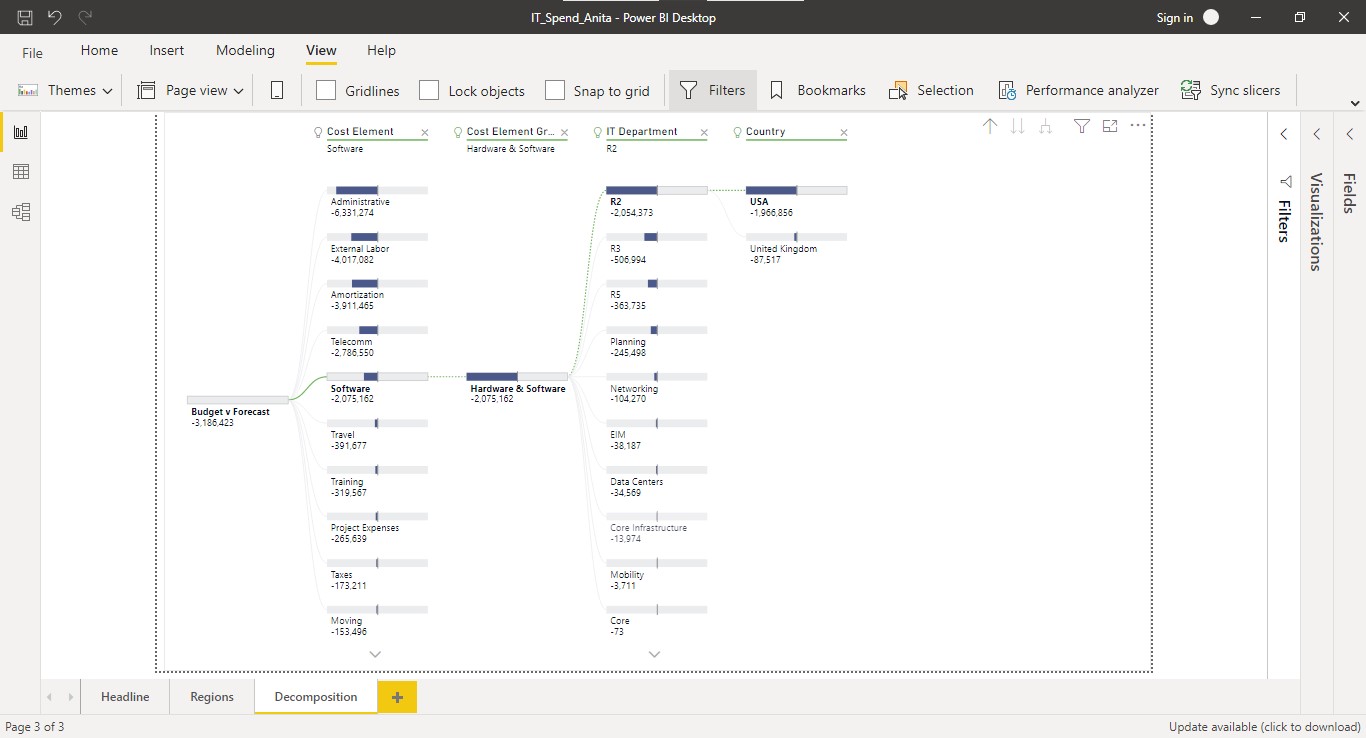 IT_Spend_Anita - Power BI Desktop
Sign in
File Home Insert Modeling View Help
Themes Page view Gridlines Lock objects Snap to grid Filters Bookmarks Selection Performance analyzer Sync slicers
Cost Element
Software
Cost Element Gr...
Hardware & Software
IT Department
R2
Country
Budget v Forecast
-3,186,423
Administrative
-6,331,274
External Labor
-4,017,082
Amortization
-3,911,465
Telecomm
-2,786,550
Software
-2,075,162
Travel
-391,677
Training
-319,567
Project Expenses
-265,639
Taxes
-173,211
Moving
-153,496
Hardware & Software
-2,075,162
R2
-2,054,373
R3
-506,994
R5
-363,735
Planning
-245,498
Networking
-104,270
EIM
-38,187
Data Centers
-34,569
Core Infrastructure
-13,974
Mobility
-3,711
Core
-73
USA
-1,966,856
United Kingdom
-87,517
Filters
Visualizations
Fields
Headline Regions Decomposition
Page 3 of 3
Update available (click to download)